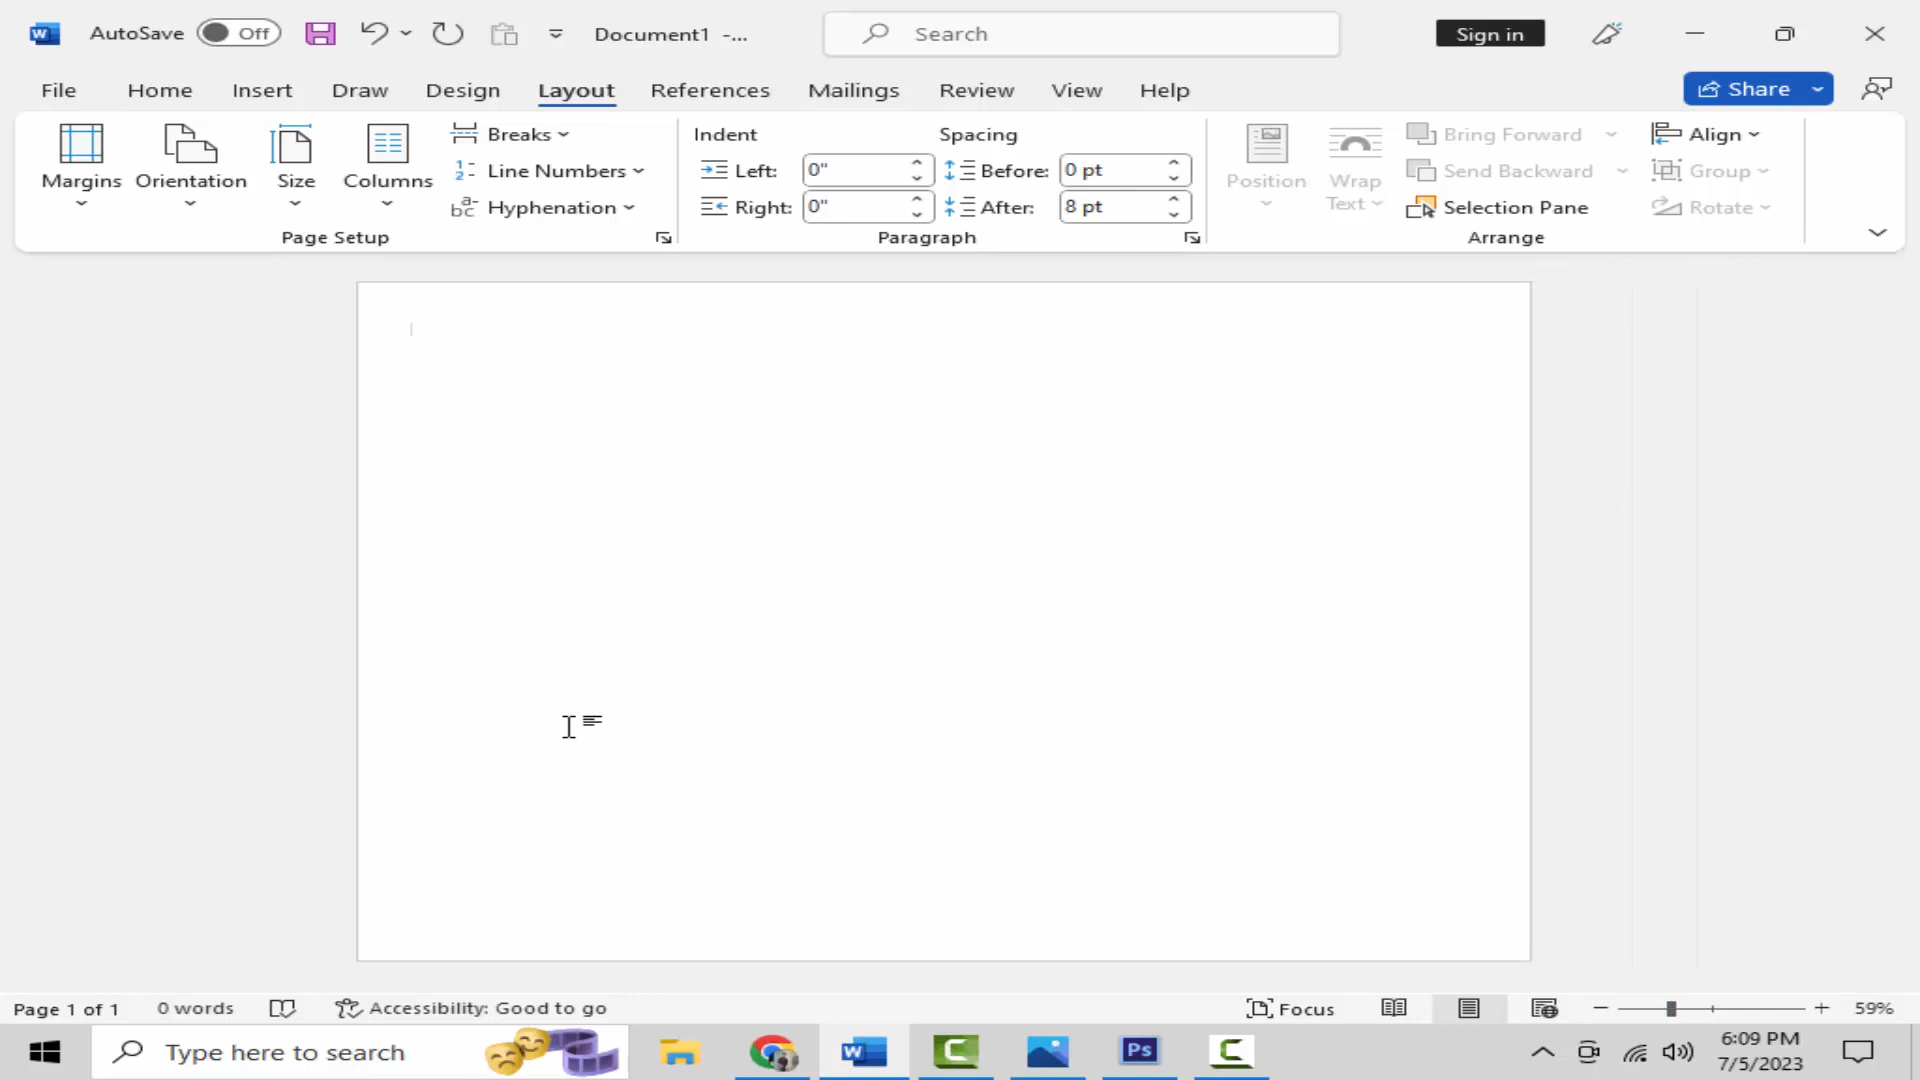 AutoSave Off Document1 -... Search Sign in
File Home Insert Draw Design Layout References Mailings Review View Help Share
Margins Orientation Size Columns
Breaks
Line Numbers
Hyphenation
Page Setup
Indent
Left: 0"
Right: 0"
Spacing
Before: 0 pt
After: 8 pt
Paragraph
Position Wrap Text
Bring Forward
Send Backward
Selection Pane
Align
Group
Rotate
Arrange
Page 1 of 1 0 words Accessibility: Good to go Focus 59%
Type here to search Ps
6:09 PM
7/5/2023